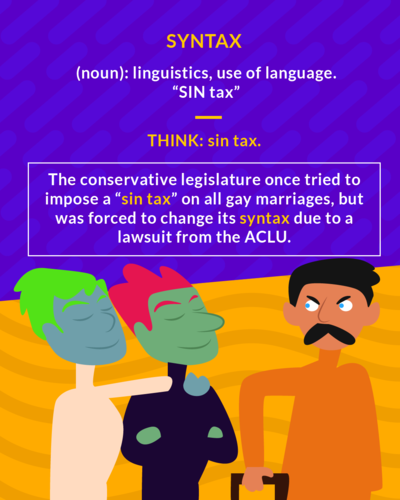 SYNTAX
(noun): linguistics, use of language.
“SIN tax”
THINK: sin tax.
The conservative legislature once tried to
impose a “sin tax” on all gay marriages, but
was forced to change its syntax due to a
lawsuit from the ACLU.